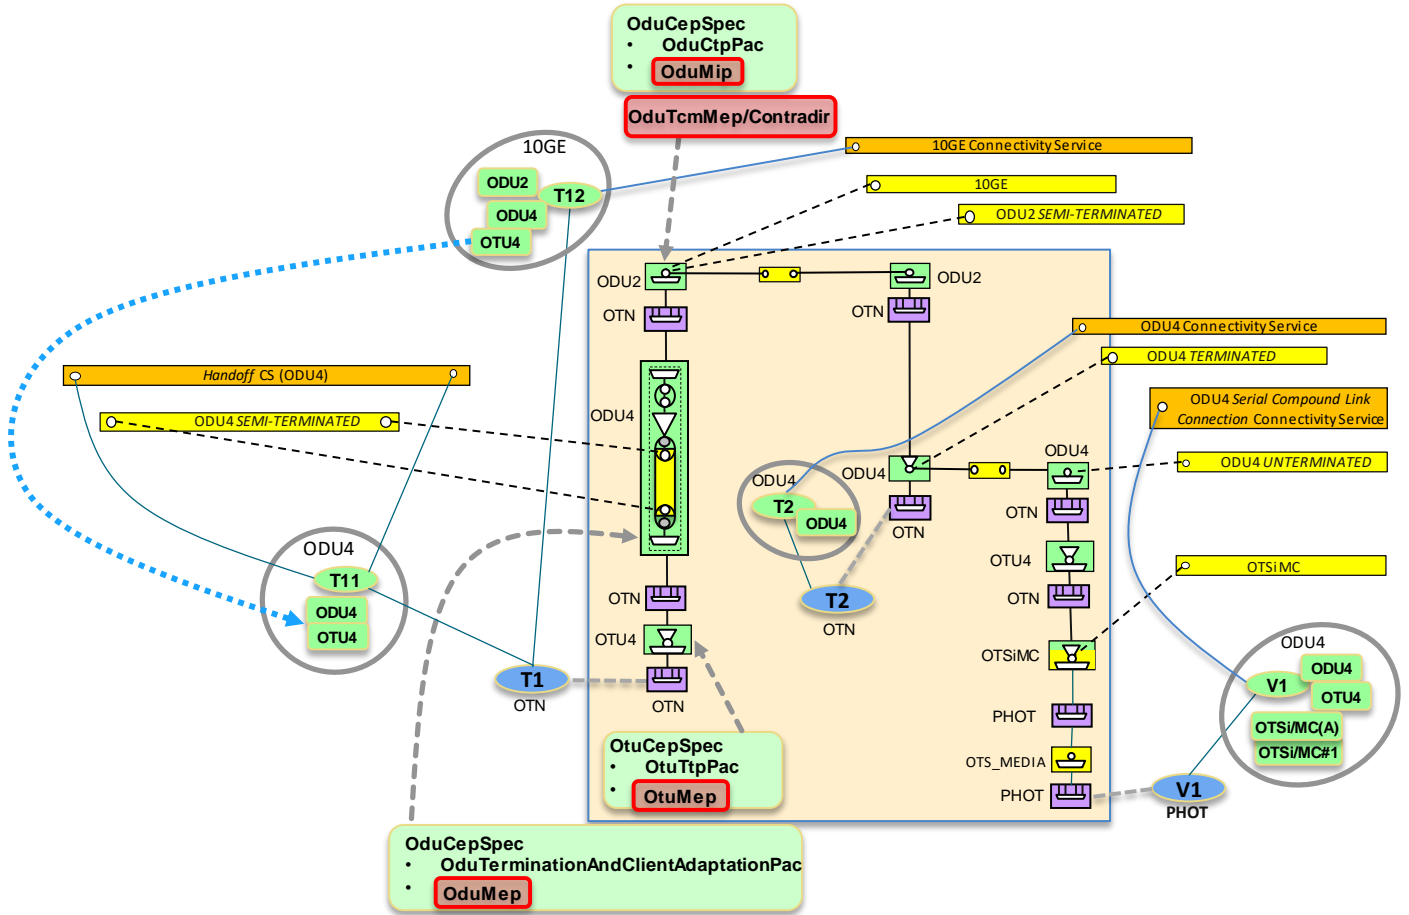 OduCepSpec
• OduCtpPac
• OduMip
OduTcmMep/Contradir
10GE
ODU2
T12
ODU4
OTU4
10GE Connectivity Service
10GE
ODU2 SEMI-TERMINATED
ODU2
ODU2
OTN
OTN
ODU4 Connectivity Service
ODU4 TERMINATED
Handoff CS (ODU4)
ODU4 SEMI-TERMINATED
ODU4
ODU4 Serial Compound Link
Connection Connectivity Service
ODU4
ODU4
ODU4 UNTERMINATED
ODU4
T2
ODU4
OTN
OTN
ODU4
T11
ODU4
OTU4
OTU4
OTSiMC
OTN
OTN
T2
OTN
OTU4
OTSiMC
T1
OTN
OTN
ODU4
ODU4
V1
OTU4
OTSi/MC(A)
OTSi/MC#1
PHOT
OTS_MEDIA
PHOT
V1
PHOT
OtuCepSpec
• OtuTtpPac
• OtuMep
OduCepSpec
• OduTerminationAndClientAdaptationPac
• OduMep